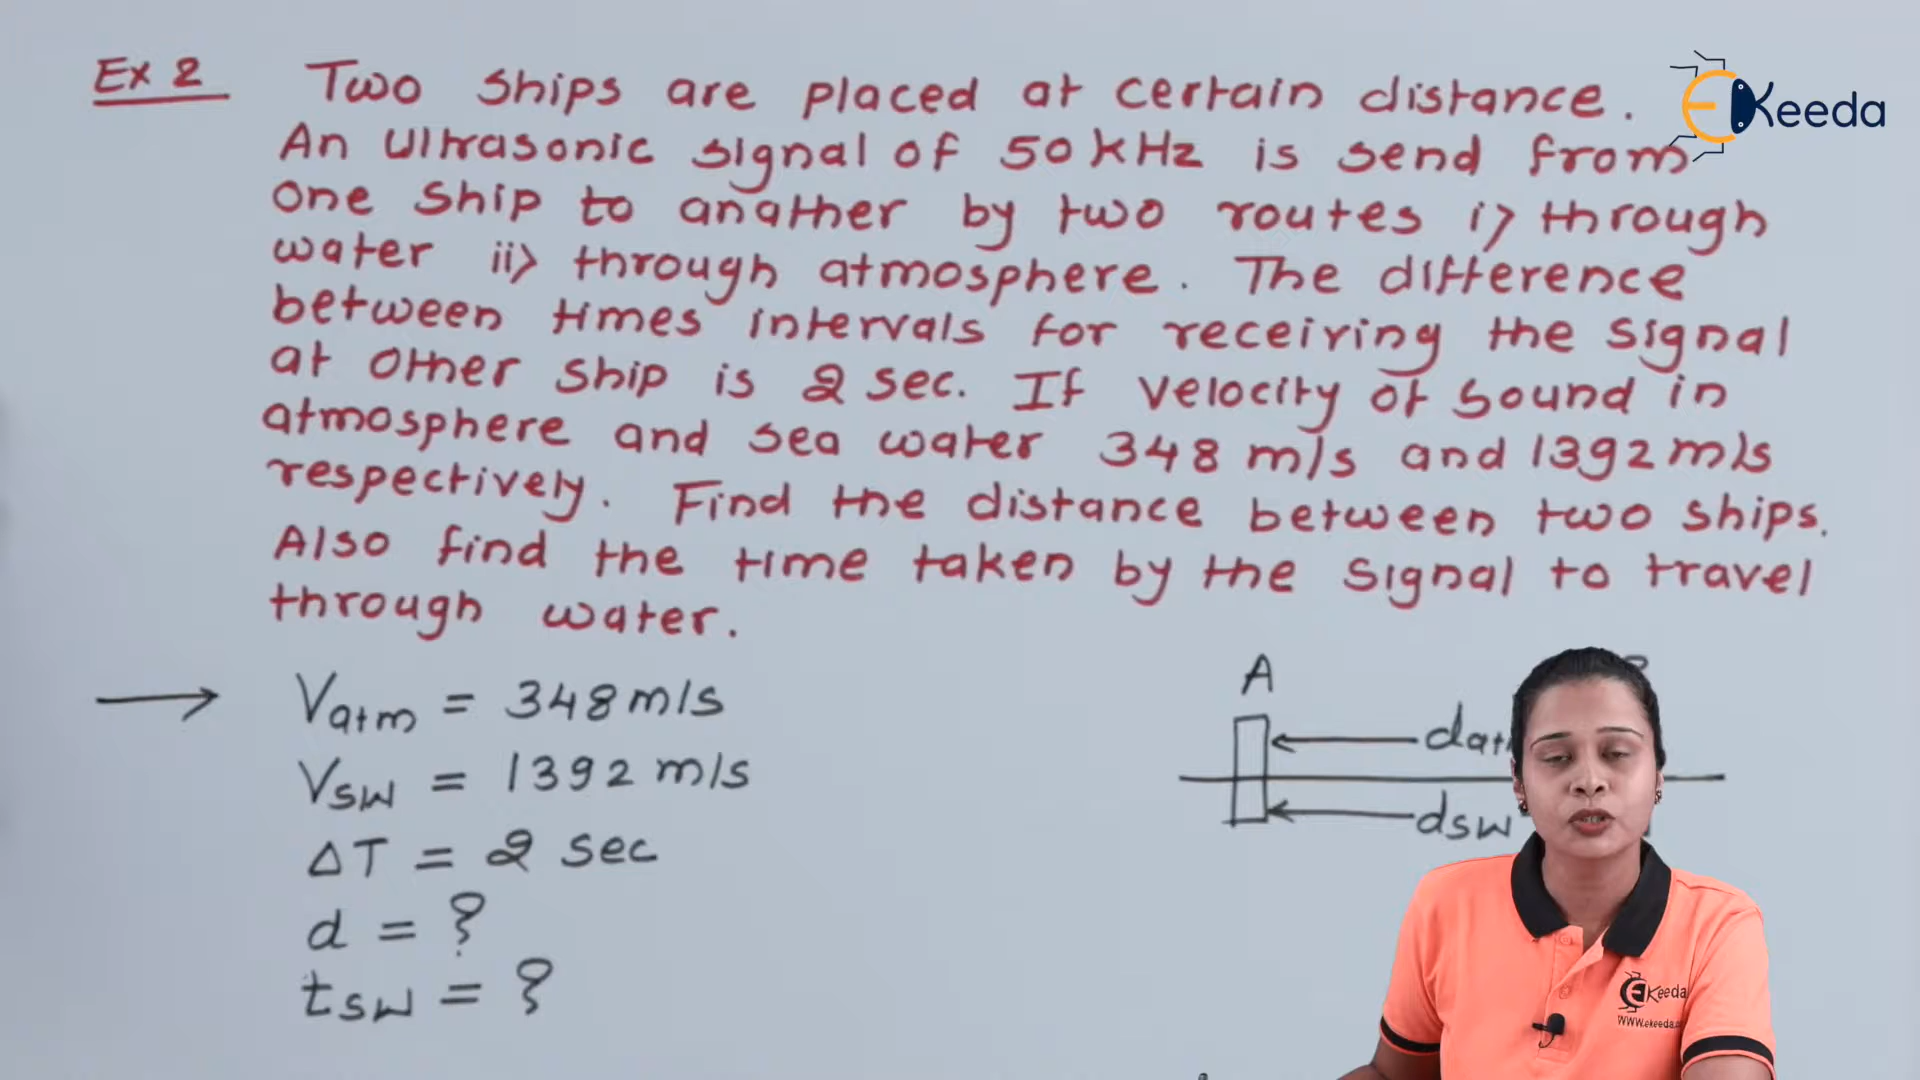 Ex 2 Two ships are placed at certain distance.
EKeeda
An Ultrasonic signal of 50 kHz is send from
one ship to anather by two routes i) through
water ii) through atmosphere. The difference
between times intervals for receiving the signal
at other ship is 2 sec. If velocity of sound in
atmosphere and sea water 348 m/s and 1392 m/s
respectively. Find the distance between two ships.
Also find the time taken by the signal to travel
through water.
→ Vatm = 348 m/s
A
VSW = 1392 m/s
dSW
ΔT = 2 sec
d = ?
tSW = ?
EKeeda